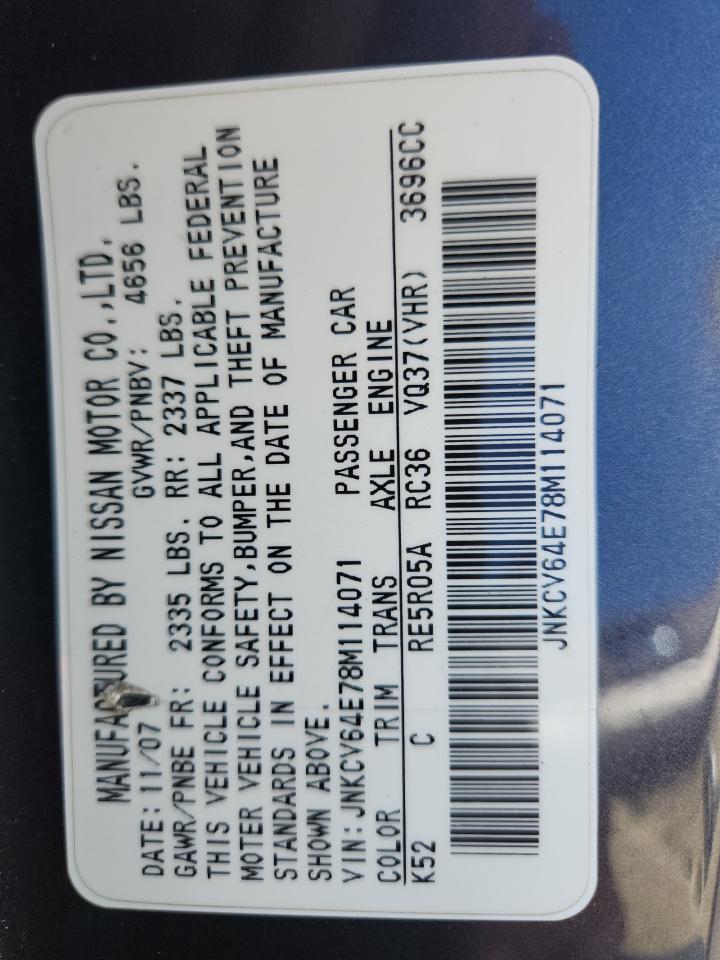 MANUFACTURED BY NISSAN MOTOR CO.,LTD.
DATE: 11/07 GVWR/PNBV: 4656 LBS.
GAWR/PNBE FR: 2335 LBS. RR: 2337 LBS.
THIS VEHICLE CONFORMS TO ALL APPLICABLE FEDERAL
MOTER VEHICLE SAFETY,BUMPER,AND THEFT PREVENTION
STANDARDS IN EFFECT ON THE DATE OF MANUFACTURE
SHOWN ABOVE.
VIN: JNKCV64E78M114071 PASSENGER CAR
COLOR TRIM TRANS AXLE ENGINE
K52 C RE5R05A RC36 VQ37(VHR) 3696CC
JNKCV64E78M114071